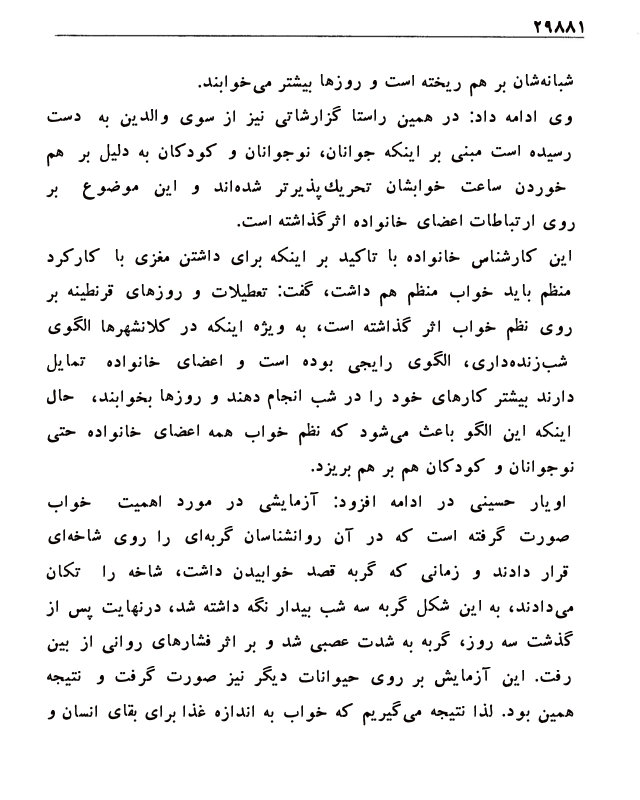 ۲۹۸۸۱
شبانه‌شان بر هم ریخته است و روزها بیشتر می‌خوابند.
وی ادامه داد: در همین راستا گزارشاتی نیز از سوی والدین به دست
رسیده است مبنی بر اینکه جوانان، نوجوانان و کودکان به دلیل بر هم
خوردن ساعت خوابشان تحریك‌پذیرتر شده‌اند و این موضوع بر
روی ارتباطات اعضای خانواده اثرگذاشته است.
این کارشناس خانواده با تاکید بر اینکه برای داشتن مغزی با کارکرد
منظم باید خواب منظم هم داشت، گفت: تعطیلات و روزهای قرنطینه بر
روی نظم خواب اثر گذاشته است، به ویژه اینکه در کلانشهرها الگوی
شب‌زنده‌داری، الگوی رایجی بوده است و اعضای خانواده تمایل
دارند بیشتر کارهای خود را در شب انجام دهند و روزها بخوابند، حال
اینکه این الگو باعث می‌شود که نظم خواب همه اعضای خانواده حتی
نوجوانان و کودکان هم بر هم بریزد.
اویار حسینی در ادامه افزود: آزمایشی در مورد اهمیت خواب
صورت گرفته است که در آن روانشناسان گربه‌ای را روی شاخه‌ای
قرار دادند و زمانی که گربه قصد خوابیدن داشت، شاخه را تکان
می‌دادند، به این شکل گربه سه شب بیدار نگه داشته شد، درنهایت پس از
گذشت سه روز، گربه به شدت عصبی شد و بر اثر فشارهای روانی از بین
رفت. این آزمایش بر روی حیوانات دیگر نیز صورت گرفت و نتیجه
همین بود. لذا نتیجه می‌گیریم که خواب به اندازه غذا برای بقای انسان و